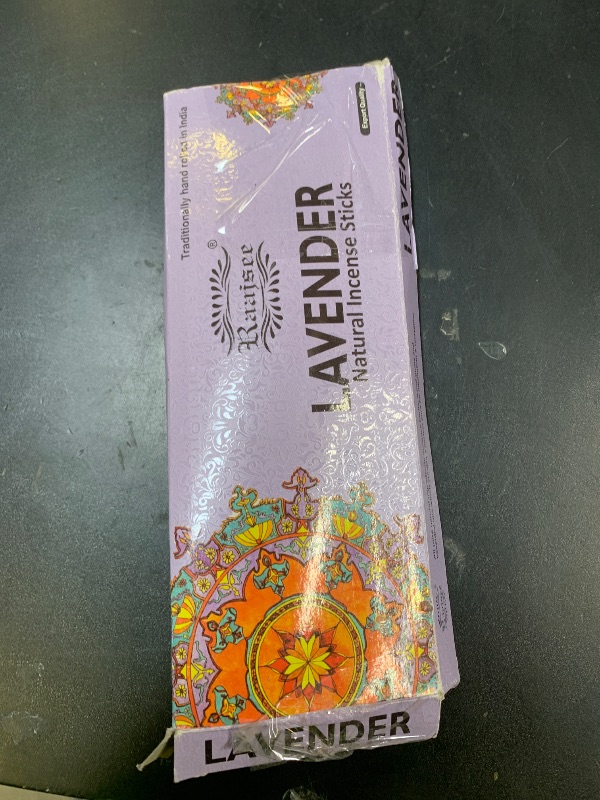 Traditionally hand rolled in India
Export Quality
Raajsee ®
LAVENDER
Natural Incense Sticks
LAVENDER
LAVENDER